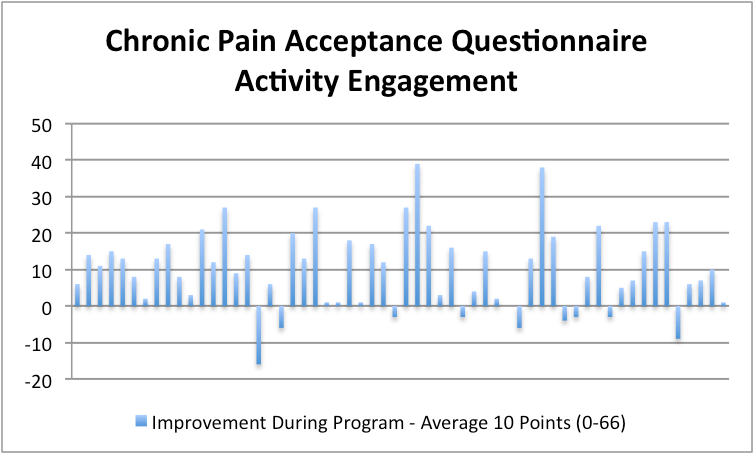 Chronic Pain Acceptance Questionnaire
Activity Engagement
50
40
30
20
10
0
-10
-20
Improvement During Program - Average 10 Points (0-66)